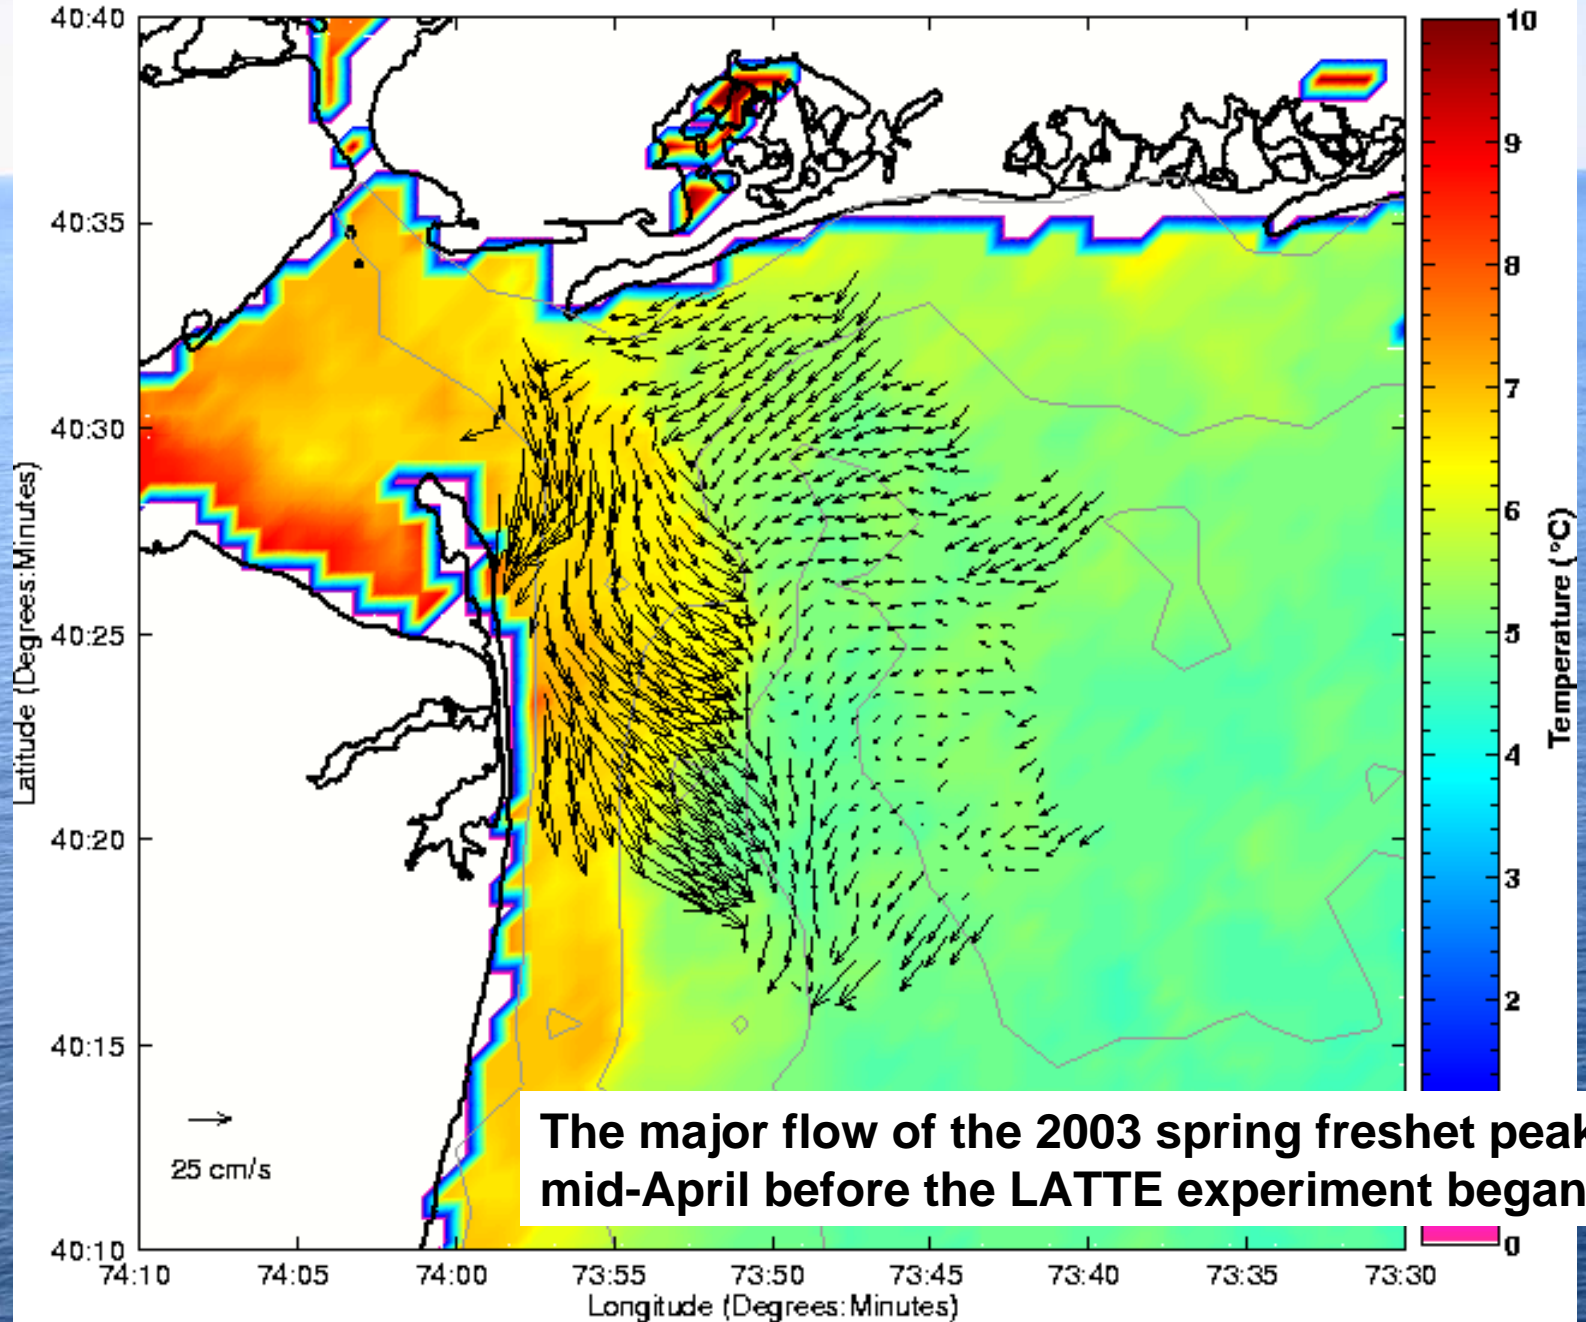 40:40
40:35
40:30
40:25
40:20
40:15
40:10
Latitude (Degrees:Minutes)
74:10 74:05 74:00 73:55 73:50 73:45 73:40 73:35 73:30
Longitude (Degrees:Minutes)
25 cm/s
10
9
8
7
6
5
4
3
2
0
Temperature (°C)
The major flow of the 2003 spring freshet peak
mid-April before the LATTE experiment began